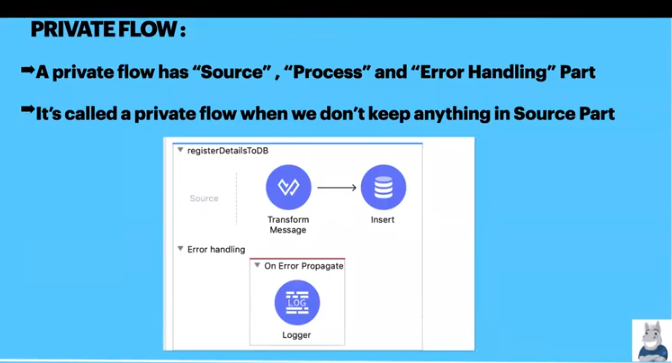 PRIVATE FLOW :
➡A private flow has “Source” , “Process” and “Error Handling” Part
➡It’s called a private flow when we don’t keep anything in Source Part
registerDetailsToDB
Source
Transform
Message
Insert
Error handling
On Error Propagate
LOG
Logger